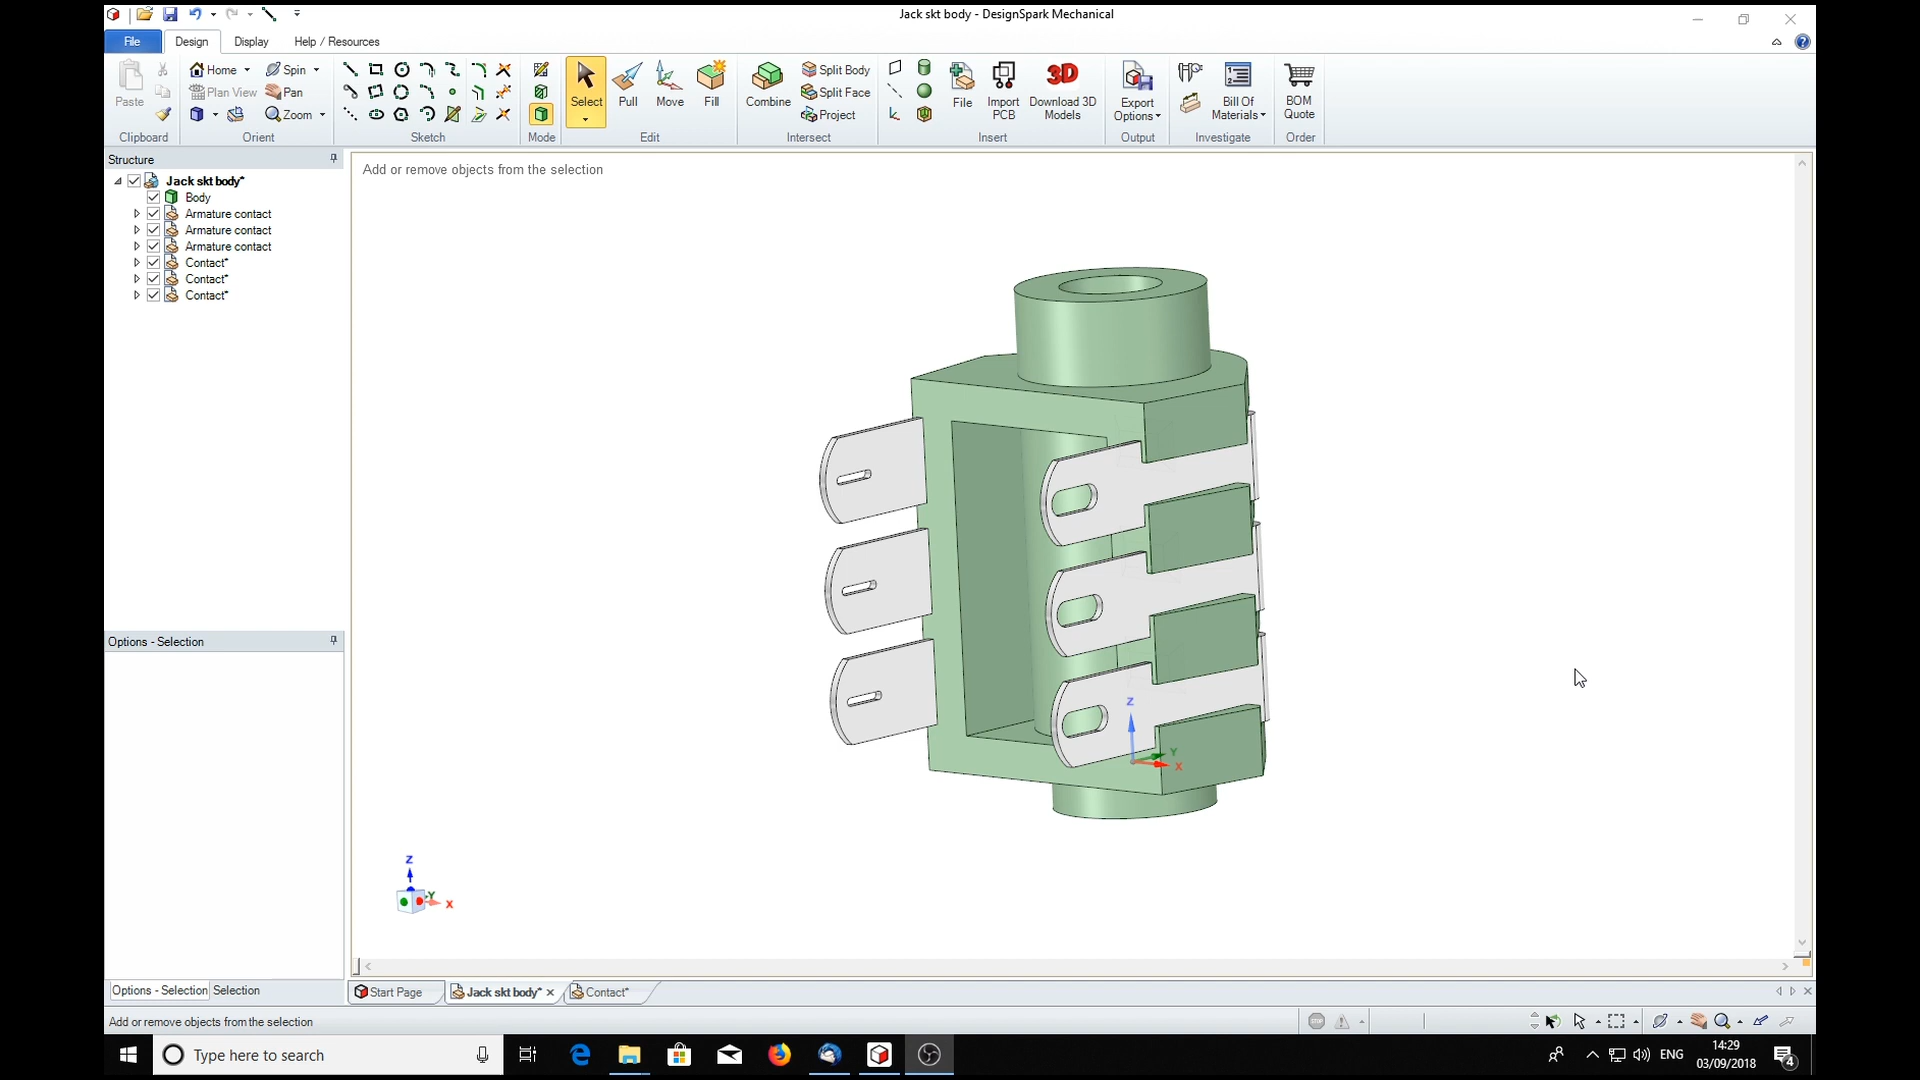 Jack skt body - DesignSpark Mechanical
File Design Display Help / Resources
Paste
Clipboard
Home Spin
Plan View Pan
Zoom
Orient
Sketch
Mode
Select Pull Move Fill
Edit
Combine
Split Body
Split Face
Project
Intersect
File
Import PCB
3D
Download 3D Models
Insert
Export Options
Output
Bill Of Materials
Investigate
BOM Quote
Order
Structure
Jack skt body*
Body
Armature contact
Armature contact
Armature contact
Contact*
Contact*
Contact*
Add or remove objects from the selection
Z
Y
X
Z
Y
X
Options - Selection
Options - Selection Selection
Start Page Jack skt body* Contact*
Add or remove objects from the selection
Type here to search
ENG
14:29
03/09/2018
4